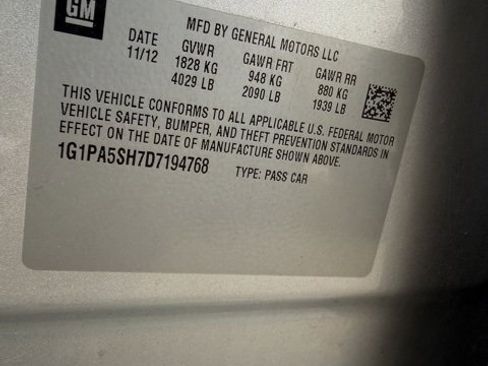 GM
MFD BY GENERAL MOTORS LLC
DATE GVWR GAWR FRT GAWR RR
11/12 1828 KG 948 KG 880 KG
4029 LB 2090 LB 1939 LB
THIS VEHICLE CONFORMS TO ALL APPLICABLE U.S. FEDERAL MOTOR
VEHICLE SAFETY, BUMPER, AND THEFT PREVENTION STANDARDS IN
EFFECT ON THE DATE OF MANUFACTURE SHOWN ABOVE.
1G1PA5SH7D7194768 TYPE: PASS CAR